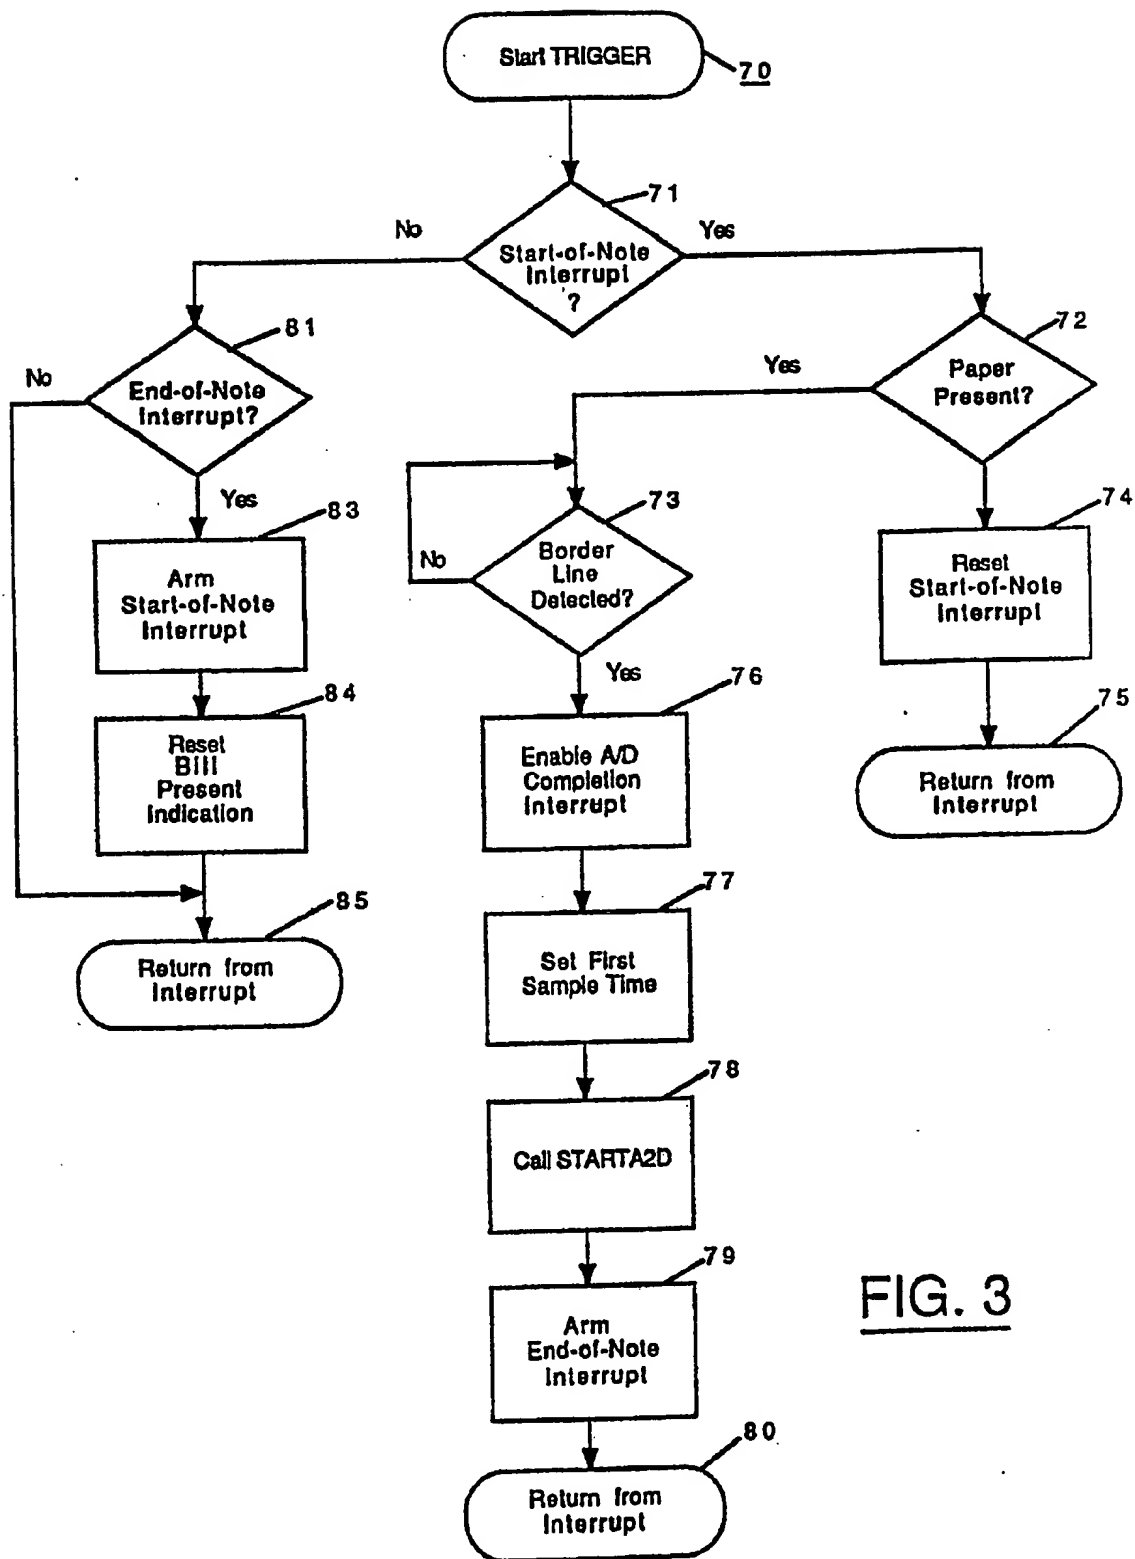 Start TRIGGER
70
71
No
Yes
Start-of-Note
Interrupt
?
81
72
No
End-of-Note
Interrupt?
Yes
Paper
Present?
Yes
83
73
74
Arm
Start-of-Note
Interrupt
No
Border
Line
Detected?
Reset
Start-of-Note
Interrupt
84
Yes
76
75
Reset
Bill
Present
Indication
Enable A/D
Completion
Interrupt
Return from
Interrupt
85
77
Return from
Interrupt
Set First
Sample Time
78
Call STARTA2D
79
Arm
End-of-Note
Interrupt
FIG. 3
80
Return from
Interrupt